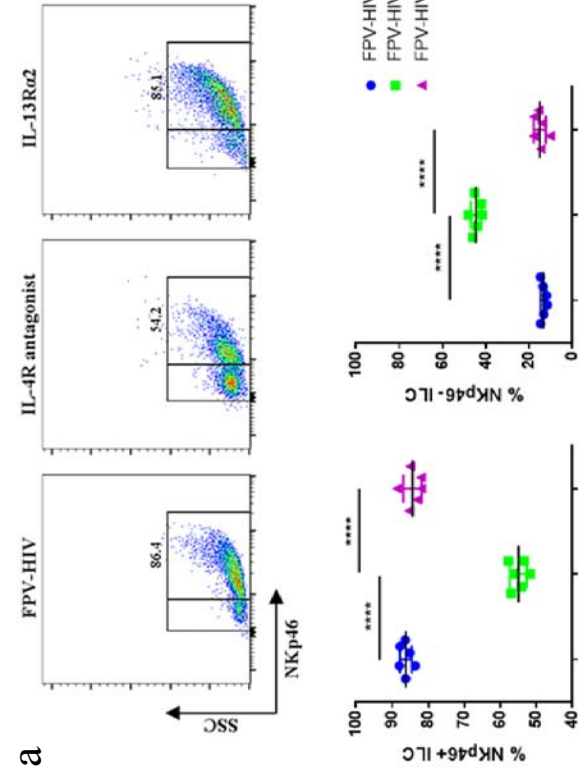 a
FPV-HIV
IL-4R antagonist
IL-13Rα2
86.4
54.2
85.1
SSC
NKp46
% NKp46+ ILC
100
90
80
70
60
50
40
****
****
% NKp46- ILC
100
80
60
40
20
0
****
****
FPV-HIV
FPV-HIV
FPV-HIV